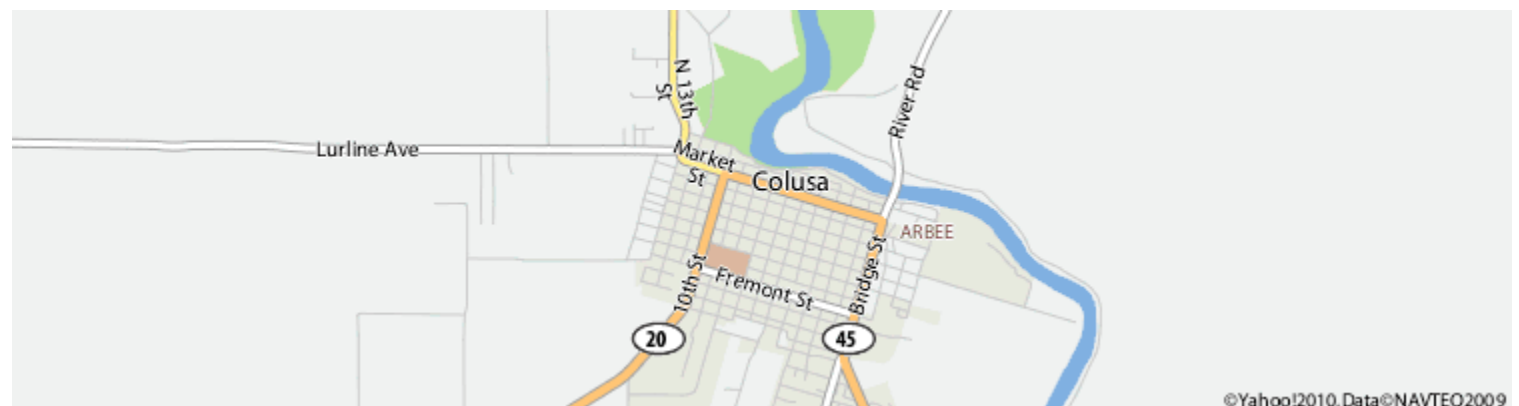 N 13th
St
River Rd
Lurline Ave
Market
St
Colusa
ARBEE
Bridge St
10th St
Fremont St
20
45
©Yahoo!2010, Data©NAVTEQ2009